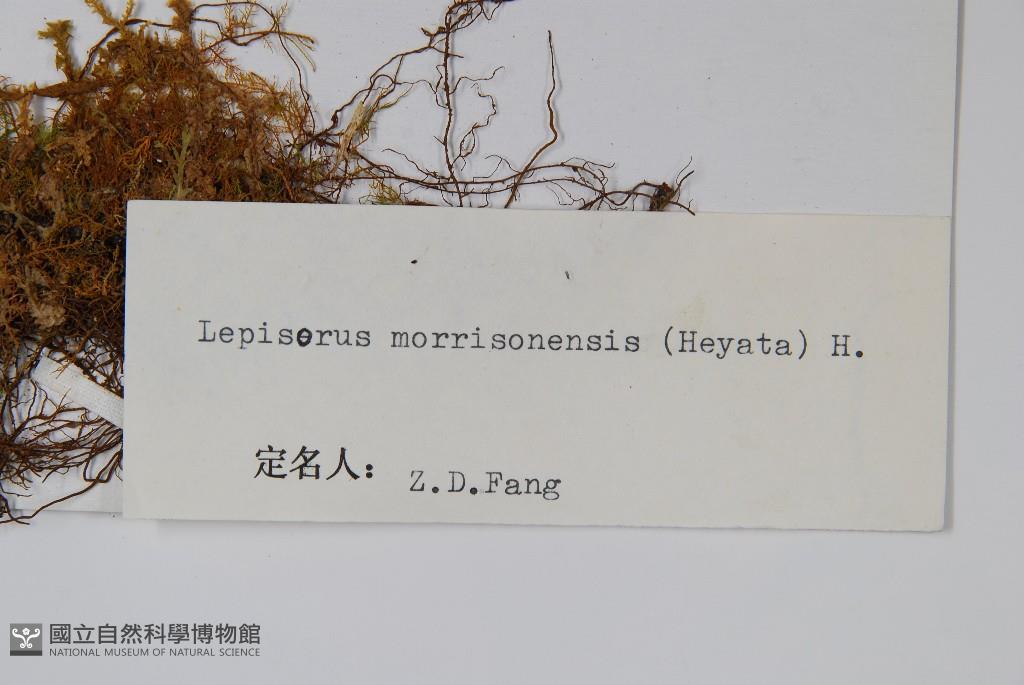 Lepisorus morrisonensis (Heyata) H.
定名人: Z.D.Fang
國立自然科學博物館
NATIONAL MUSEUM OF NATURAL SCIENCE